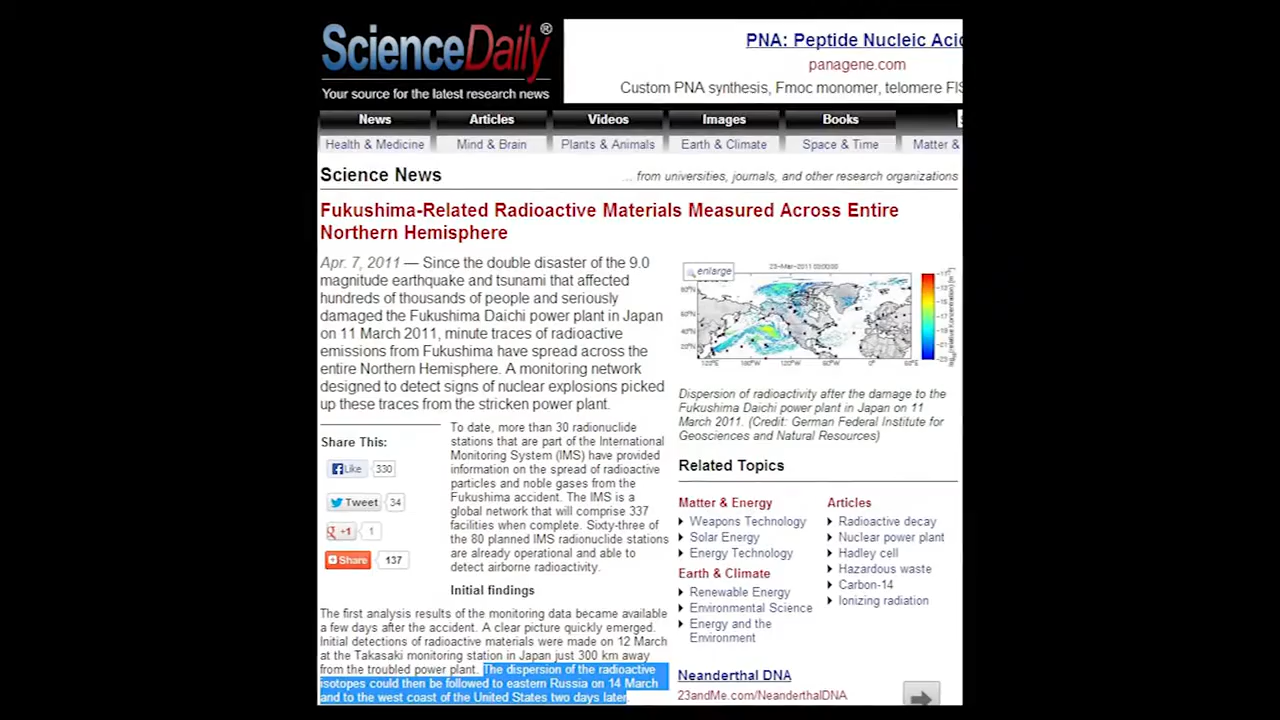 ScienceDaily®
Your source for the latest research news
PNA: Peptide Nucleic Acid
panagene.com
Custom PNA synthesis, Fmoc monomer, telomere FIS
News Articles Videos Images Books
Health & Medicine Mind & Brain Plants & Animals Earth & Climate Space & Time Matter &
Science News
... from universities, journals, and other research organizations
Fukushima-Related Radioactive Materials Measured Across Entire
Northern Hemisphere
Apr. 7, 2011 — Since the double disaster of the 9.0
magnitude earthquake and tsunami that affected
hundreds of thousands of people and seriously
damaged the Fukushima Daichi power plant in Japan
on 11 March 2011, minute traces of radioactive
emissions from Fukushima have spread across the
entire Northern Hemisphere. A monitoring network
designed to detect signs of nuclear explosions picked
up these traces from the stricken power plant.
Share This:
Like 330
Tweet 34
+1 1
Share 137
To date, more than 30 radionuclide
stations that are part of the International
Monitoring System (IMS) have provided
information on the spread of radioactive
particles and noble gases from the
Fukushima accident. The IMS is a
global network that will comprise 337
facilities when complete. Sixty-three of
the 80 planned IMS radionuclide stations
are already operational and able to
detect airborne radioactivity.
Initial findings
The first analysis results of the monitoring data became available
a few days after the accident. A clear picture quickly emerged.
Initial detections of radioactive materials were made on 12 March
at the Takasaki monitoring station in Japan just 300 km away
from the troubled power plant. The dispersion of the radioactive
isotopes could then be followed to eastern Russia on 14 March
and to the west coast of the United States two days later
enlarge
23-Mar-2011 00:00:00
Dispersion of radioactivity after the damage to the
Fukushima Daichi power plant in Japan on 11
March 2011. (Credit: German Federal Institute for
Geosciences and Natural Resources)
Related Topics
Matter & Energy
Weapons Technology
Solar Energy
Energy Technology
Earth & Climate
Renewable Energy
Environmental Science
Energy and the
Environment
Articles
Radioactive decay
Nuclear power plant
Hadley cell
Hazardous waste
Carbon-14
Ionizing radiation
Neanderthal DNA
23andMe.com/NeanderthalDNA